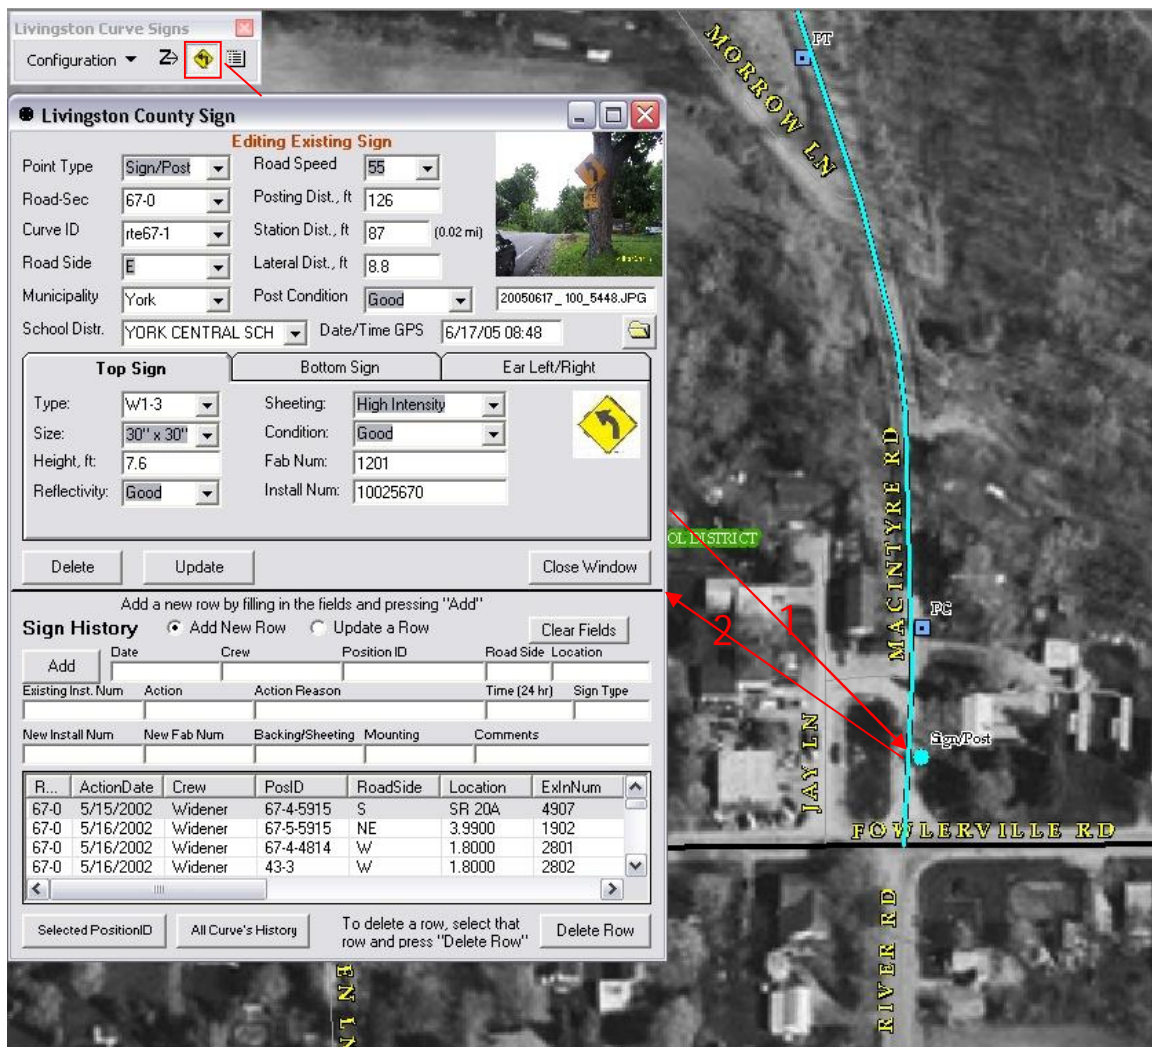 Livingston Curve Signs
Configuration
Livingston County Sign
Editing Existing Sign
Point Type Sign/Post Road Speed 55
Road-Sec 67-0 Posting Dist., ft 126
Curve ID rte67-1 Station Dist., ft 87 (0.02 mi)
Road Side E Lateral Dist., ft 8.8
Municipality York Post Condition Good 20050617_100_5448.JPG
School Distr. YORK CENTRAL SCH Date/Time GPS 6/17/05 08:48
Top Sign Bottom Sign Ear Left/Right
Type: W1-3 Sheeting: High Intensity
Size: 30" x 30" Condition: Good
Height, ft: 7.6 Fab Num: 1201
Reflectivity: Good Install Num: 10025670
Delete Update Close Window
Add a new row by filling in the fields and pressing "Add"
Sign History Add New Row Update a Row Clear Fields
Add Date Crew Position ID Road Side Location
Existing Inst. Num Action Action Reason Time (24 hr) Sign Type
New Install Num New Fab Num Backing/Sheeting Mounting Comments
R... ActionDate Crew PosID RoadSide Location ExInNum
67-0 5/15/2002 Widener 67-4-5915 S SR 20A 4907
67-0 5/16/2002 Widener 67-5-5915 NE 3.9900 1902
67-0 5/16/2002 Widener 67-4-4814 W 1.8000 2801
67-0 5/16/2002 Widener 43-3 W 1.8000 2802
Selected PositionID All Curve's History To delete a row, select that
row and press "Delete Row" Delete Row
PT
MORROW LN
OL DISTRICT
MACINTYRE RD
PC
1
2
JAY LN
Sign/Post
FOWLERVILLE RD
RIVER RD
NE
LN